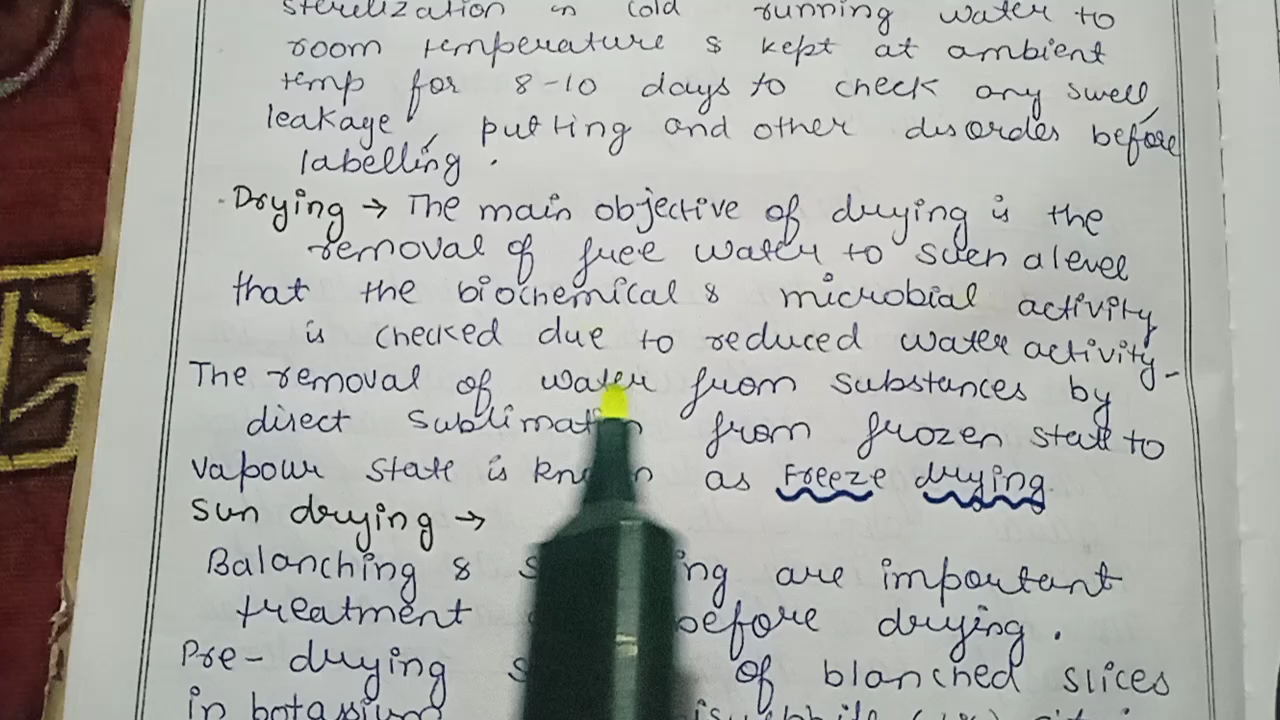 sterilization in cold running water to
room temperature & kept at ambient
temp for 8-10 days to check any swell,
leakage, putting and other disorder before
labelling.
Drying → The main objective of drying is the
removal of free water to such a level
that the biochemical & microbial activity
is checked due to reduced water activity-
The removal of water from substances by
direct sublimation from frozen state to
vapour state is known as Freeze drying.
Sun drying →
Balanching & are important
treatment before drying.
Pre-drying of blanched slices
in potassium